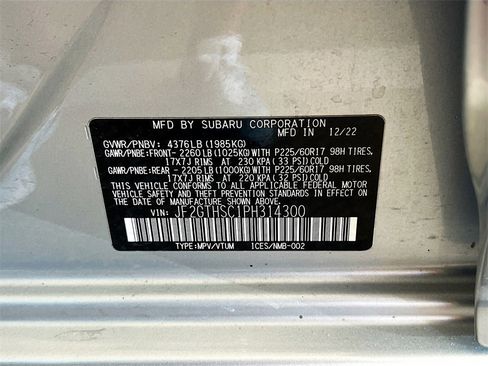 MFD BY SUBARU CORPORATION
MFD IN 12/22
GVWR/PNBV: 4376LB (1985KG)
GAWR/PNBE:FRONT- 2260LB (1025KG)WITH P225/60R17 98H TIRES,
17X7J RIMS AT 230 KPA (33 PSI)COLD
GAWR/PNBE:REAR - 2205LB (1000KG)WITH P225/60R17 98H TIRES,
17X7J RIMS AT 220 KPA (32 PSI)COLD
THIS VEHICLE CONFORMS TO ALL APPLICABLE FEDERAL MOTOR
VEHICLE SAFETY AND THEFT PREVENTION STANDARDS IN EFFECT
ON THE DATE OF MANUFACTURE SHOWN ABOVE.
VIN: JF2GTHSC1PH314300
TYPE:MPV/VTUM ICES/NMB-002